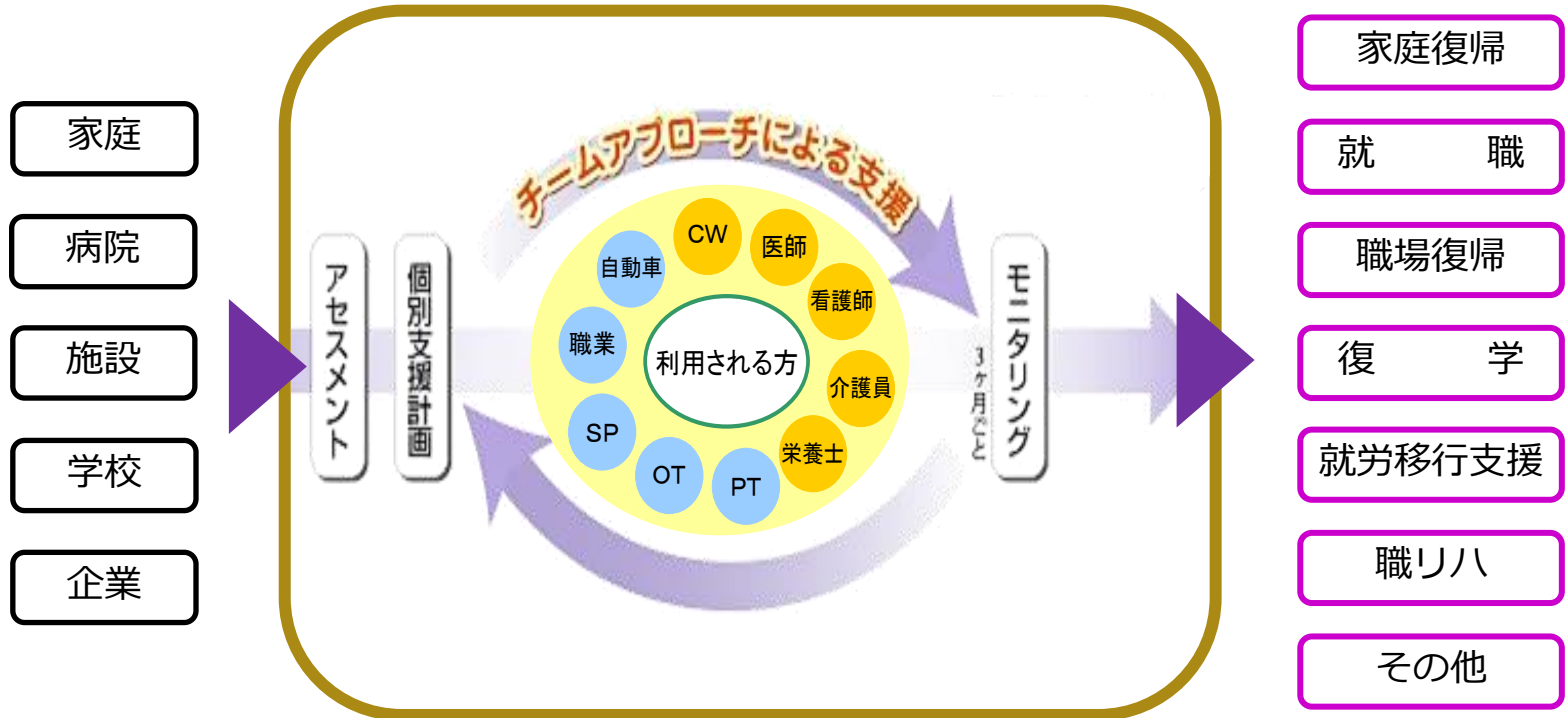 家庭
病院
施設
学校
企業
アセスメント
個別支援計画
チームアプローチによる支援
CW
医師
看護師
介護員
栄養士
PT
OT
SP
職業
自動車
利用される方
モニタリング
3ヶ月ごと
家庭復帰
就 職
職場復帰
復 学
就労移行支援
職リハ
その他